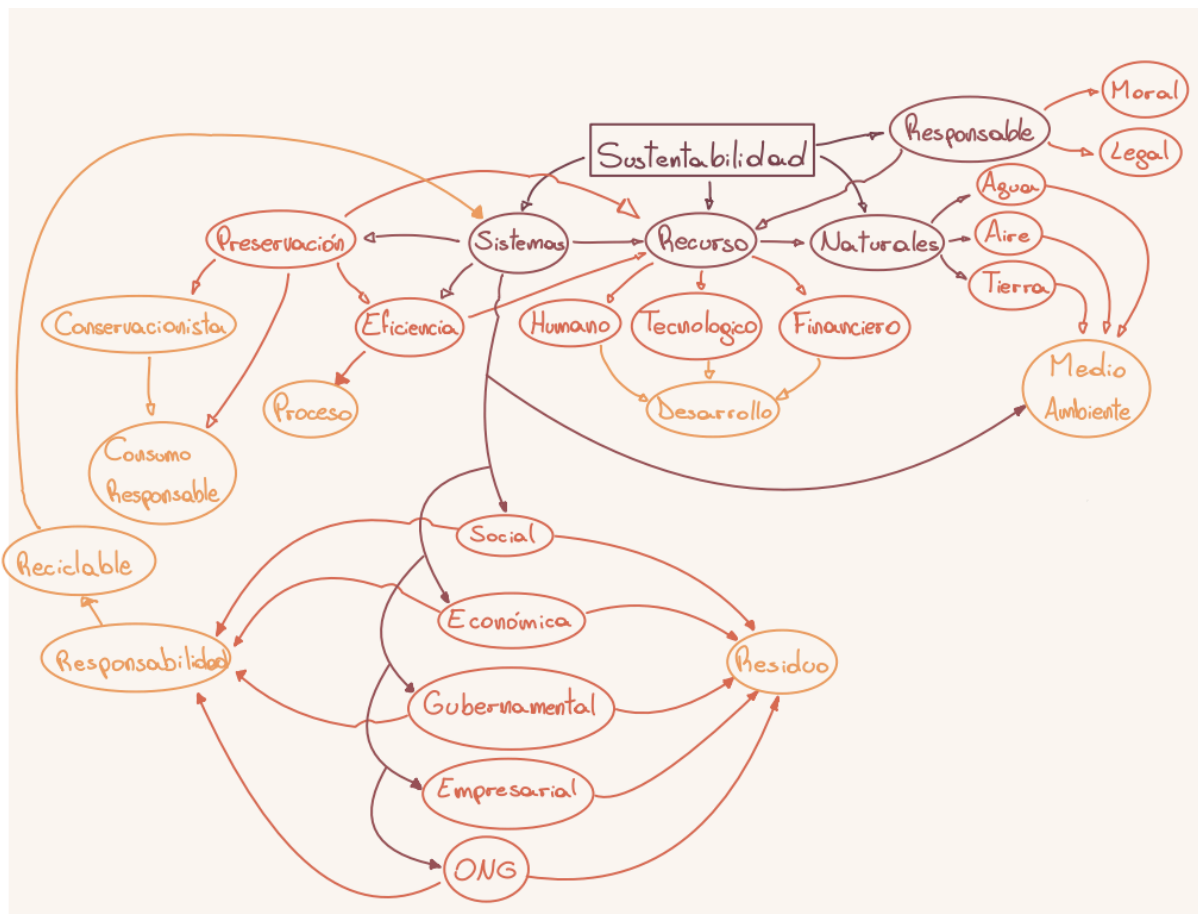 Moral
Responsable
Sustentabilidad
Legal
Agua
Preservación
Sistemas
Recurso
Naturales
Aire
Tierra
Conservacionista
Eficiencia
Humano
Tecnologico
Financiero
Medio
Ambiente
Proceso
Desarrollo
Consumo
Responsable
Social
Reciclable
Económica
Responsabilidad
Residuo
Gubernamental
Empresarial
ONG